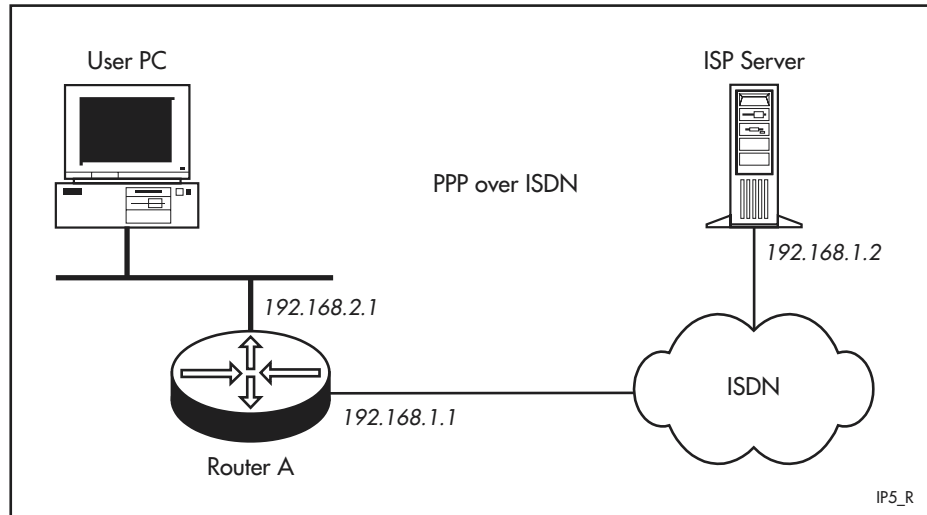 User PC
ISP Server
PPP over ISDN
192.168.1.2
192.168.2.1
ISDN
192.168.1.1
Router A
IP5_R